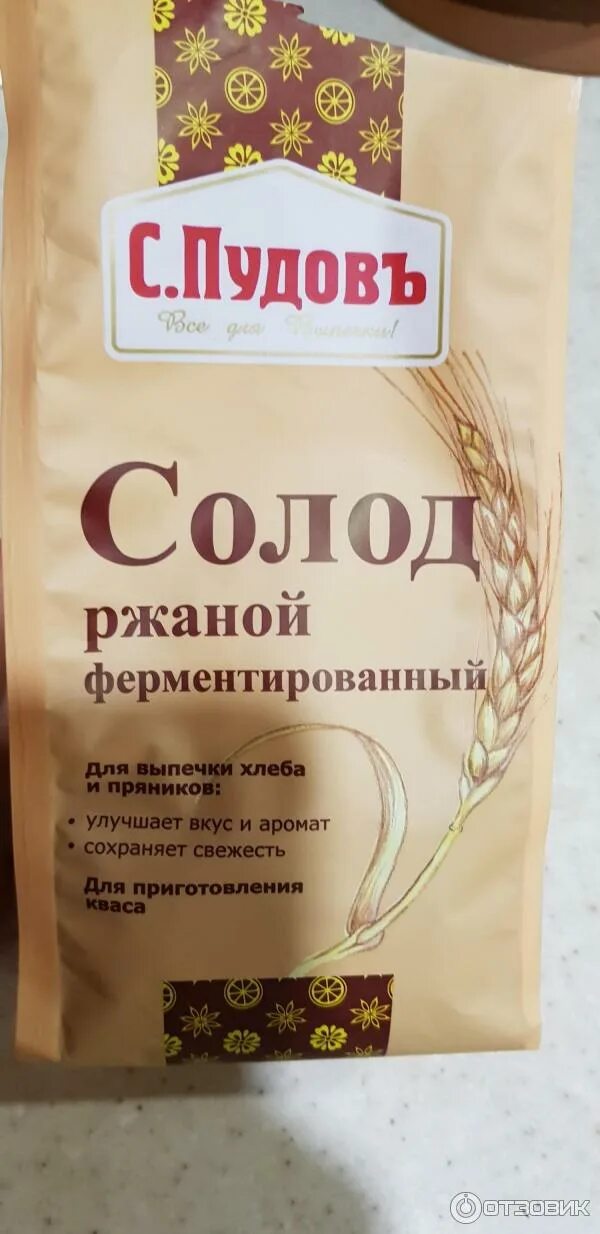 С.Пудовъ
Всё для Выпечки!
Солод
ржаной
ферментированный
Для выпечки хлеба
и пряников:
• улучшает вкус и аромат
• сохраняет свежесть
Для приготовления
кваса
ОТЗОВИК